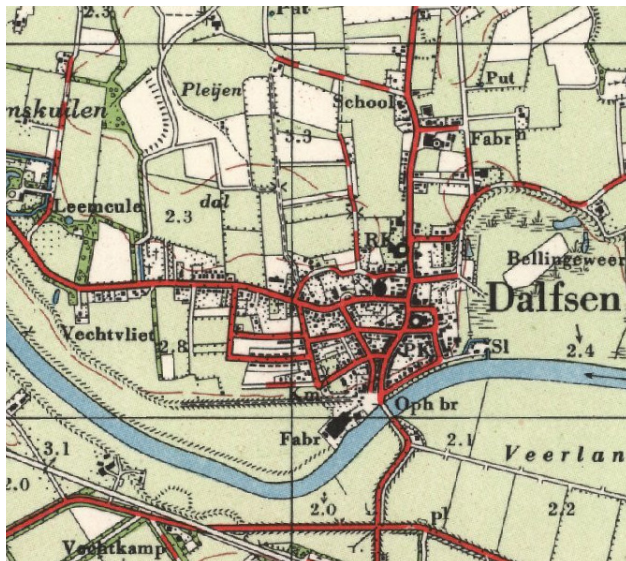 2.3
Put
Pleijen
Put
School
nskuilen
3.3
Fabr
Leemcule
2.3
dal
RK
Bellingeweer
Dalfsen
Vechtvliet
2.8
PK
Sl
2.4
Km
Oph br
Fabr
2.1
3.1
Veerlan
2.0
2.0
pl
2.2
Vechtkamp